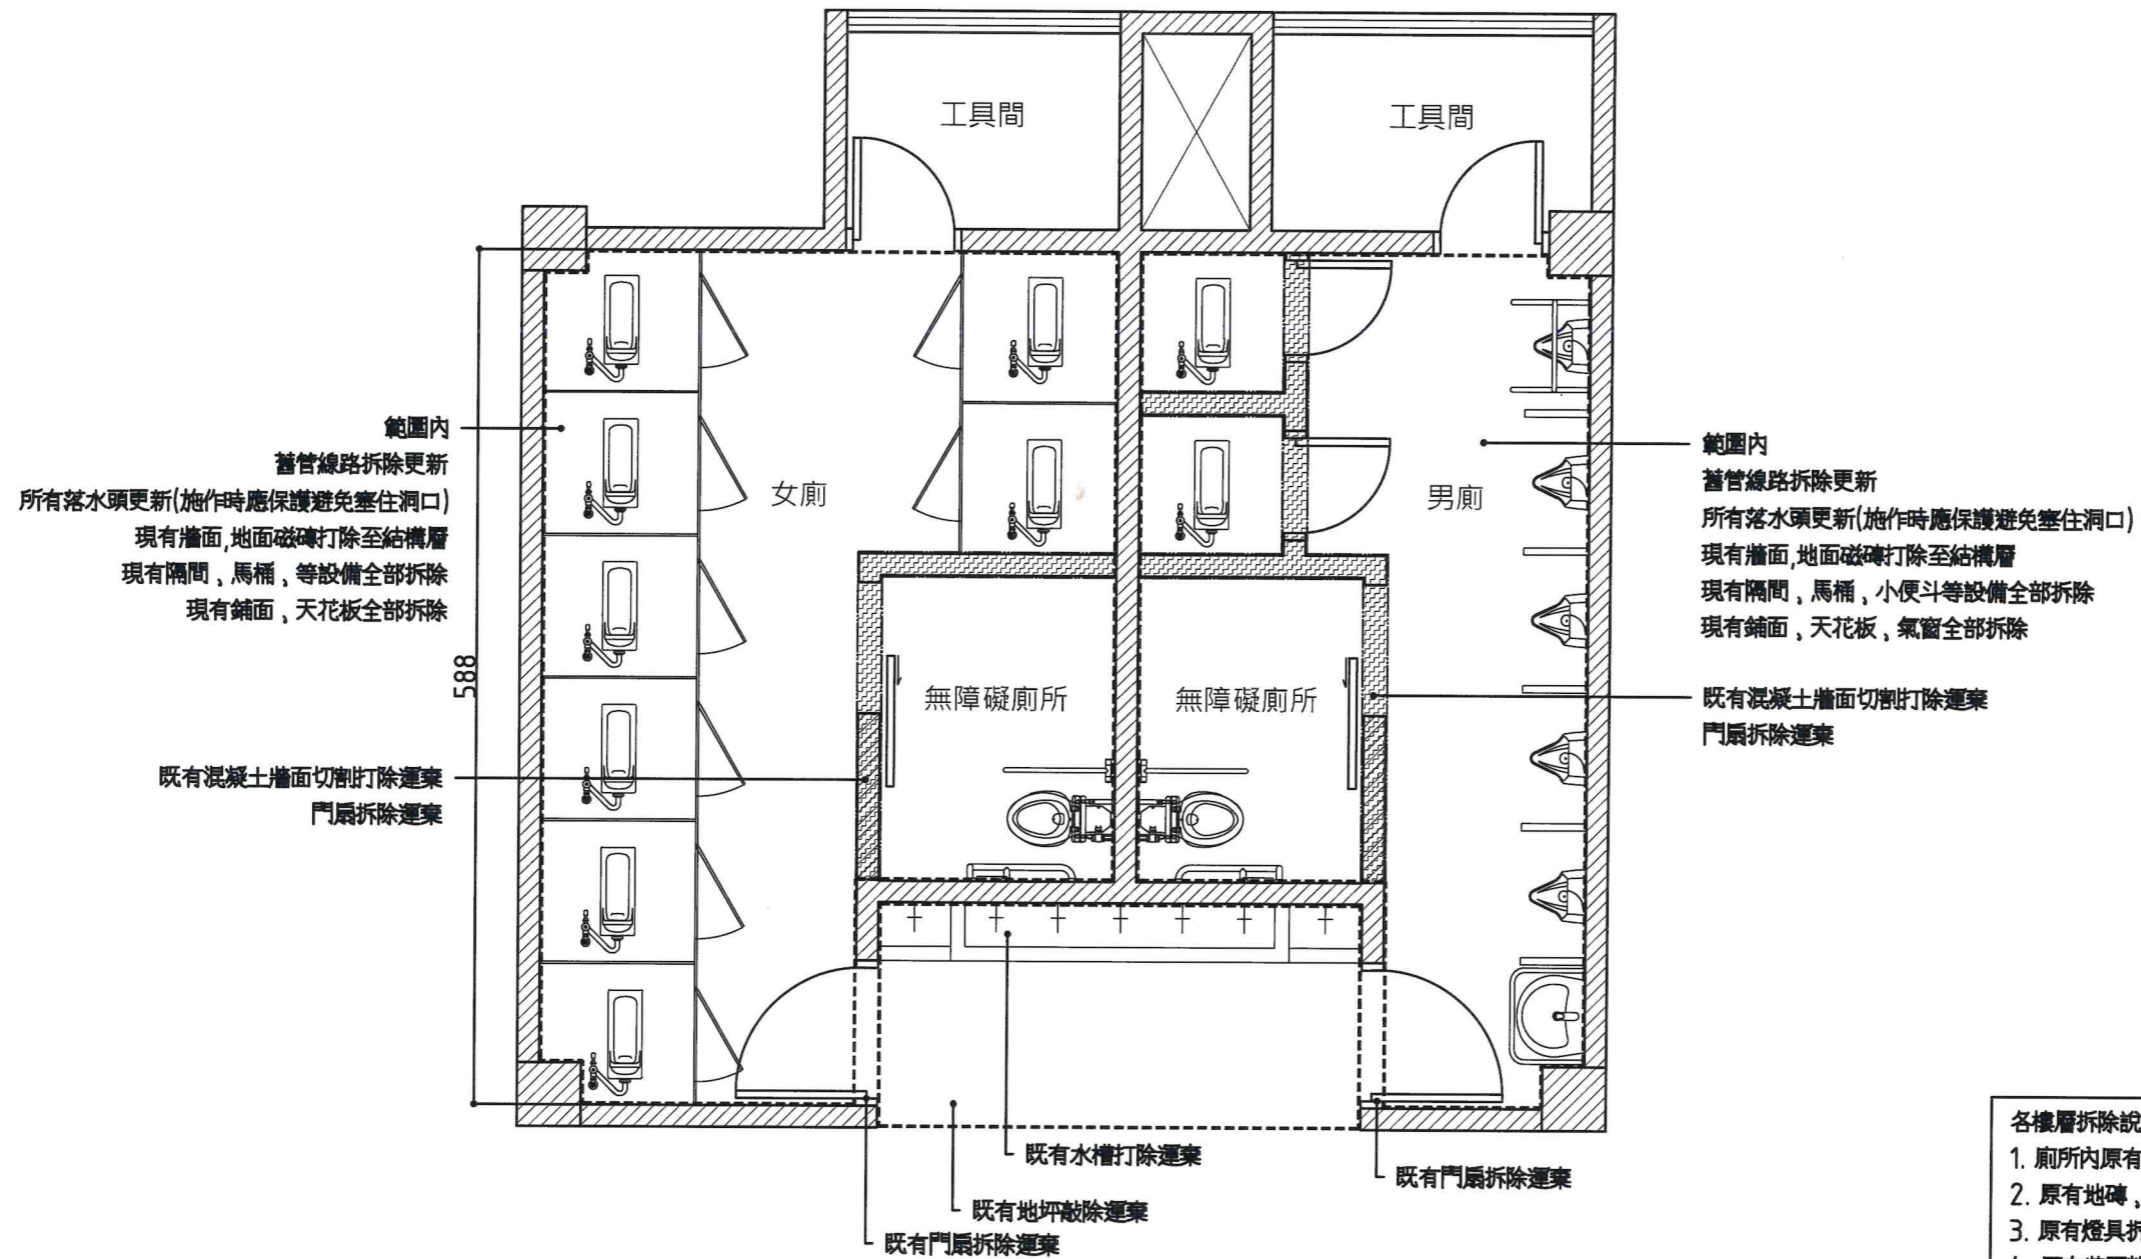 工具間
工具間
範圍內
舊管線路拆除更新
所有落水頭更新(施作時應保護避免塞住洞口)
現有牆面,地面磁磚打除至結構層
現有隔間、馬桶、等設備全部拆除
現有鋪面、天花板全部拆除
女廁
男廁
範圍內
舊管線路拆除更新
所有落水頭更新(施作時應保護避免塞住洞口)
現有牆面,地面磁磚打除至結構層
現有隔間、馬桶、小便斗等設備全部拆除
現有鋪面、天花板、氣窗全部拆除
588
無障礙廁所
無障礙廁所
既有混凝土牆面切割打除運棄
門扇拆除運棄
既有混凝土牆面切割打除運棄
門扇拆除運棄
既有水槽打除運棄
既有門扇拆除運棄
既有地坪敲除運棄
既有門扇拆除運棄
各樓層拆除說
1. 廁所內原有
2. 原有地磚、
3. 原有燈具拆